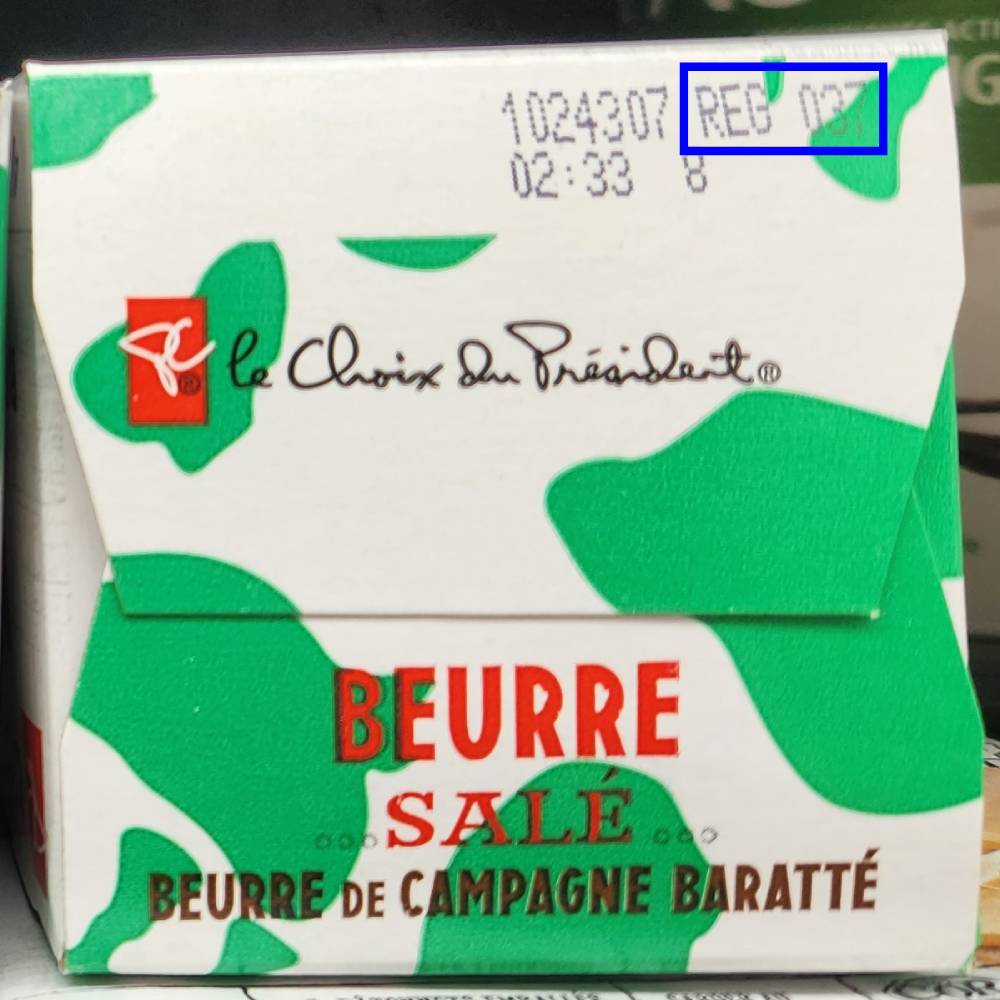 1024307 REG 037
02:33 8
le Choix du Président®
BEURRE
SALÉ
BEURRE DE CAMPAGNE BARATTÉ